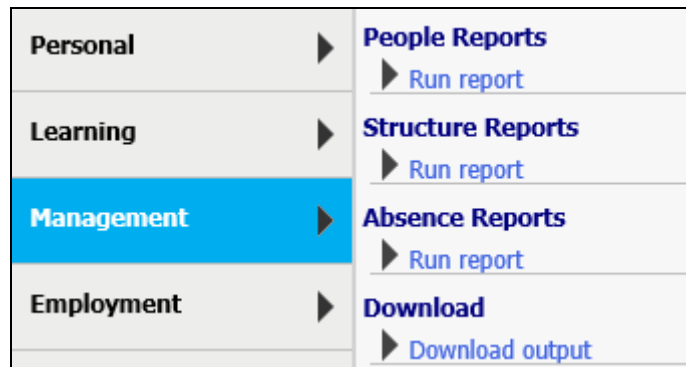 Personal
Learning
Management
Employment
People Reports
Run report
Structure Reports
Run report
Absence Reports
Run report
Download
Download output